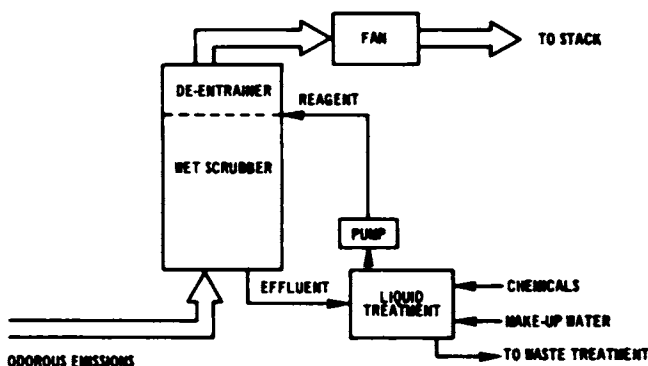 FAN
TO STACK
DE-ENTRAINER
REAGENT
WET SCRUBBER
PUMP
EFFLUENT
LIQUID
TREATMENT
CHEMICALS
MAKE-UP WATER
TO WASTE TREATMENT
ODOROUS EMISSIONS